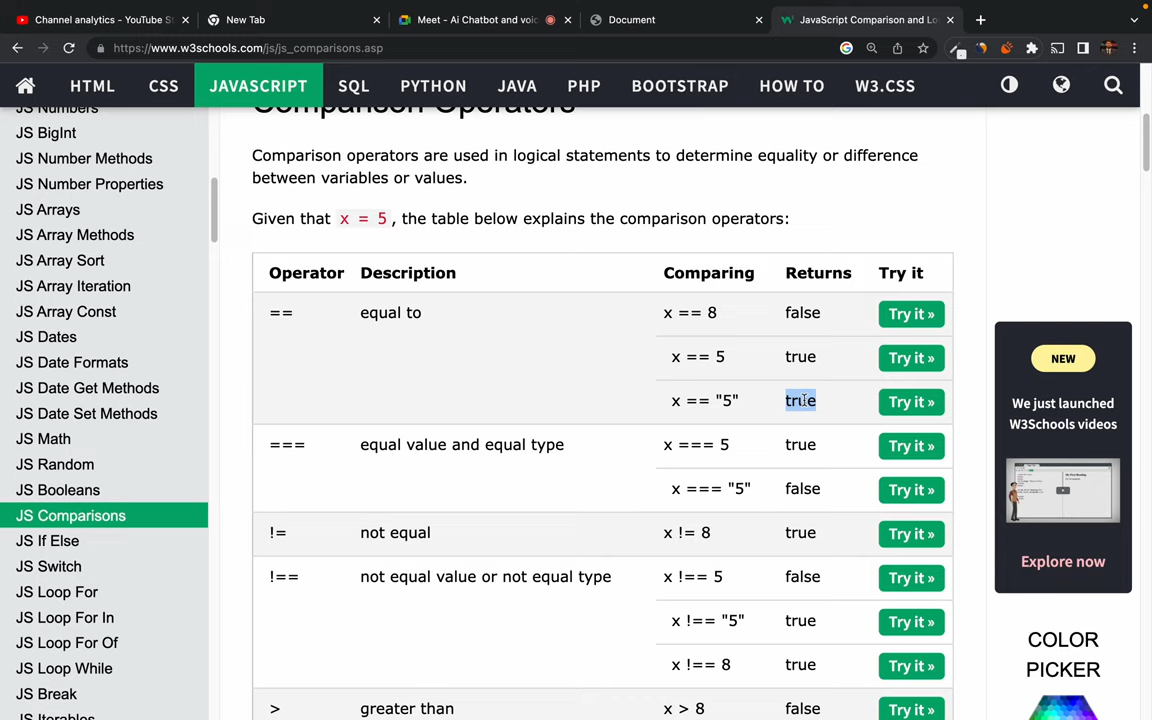 Channel analytics - YouTube S
New Tab
Meet - Ai Chatbot and voic
Document
JavaScript Comparison and Lo
https://www.w3schools.com/js/js_comparisons.asp
HTML CSS JAVASCRIPT SQL PYTHON JAVA PHP BOOTSTRAP HOW TO W3.CSS
JS Numbers
JS BigInt
JS Number Methods
JS Number Properties
JS Arrays
JS Array Methods
JS Array Sort
JS Array Iteration
JS Array Const
JS Dates
JS Date Formats
JS Date Get Methods
JS Date Set Methods
JS Math
JS Random
JS Booleans
JS Comparisons
JS If Else
JS Switch
JS Loop For
JS Loop For In
JS Loop For Of
JS Loop While
JS Break
JS Iterables
Comparison Operators
Comparison operators are used in logical statements to determine equality or difference
between variables or values.
Given that x = 5, the table below explains the comparison operators:
Operator Description Comparing Returns Try it
== equal to x == 8 false Try it »
x == 5 true Try it »
x == "5" true Try it »
=== equal value and equal type x === 5 true Try it »
x === "5" false Try it »
!= not equal x != 8 true Try it »
!== not equal value or not equal type x !== 5 false Try it »
x !== "5" true Try it »
x !== 8 true Try it »
> greater than x > 8 false Try it »
NEW
We just launched
W3Schools videos
Explore now
COLOR
PICKER